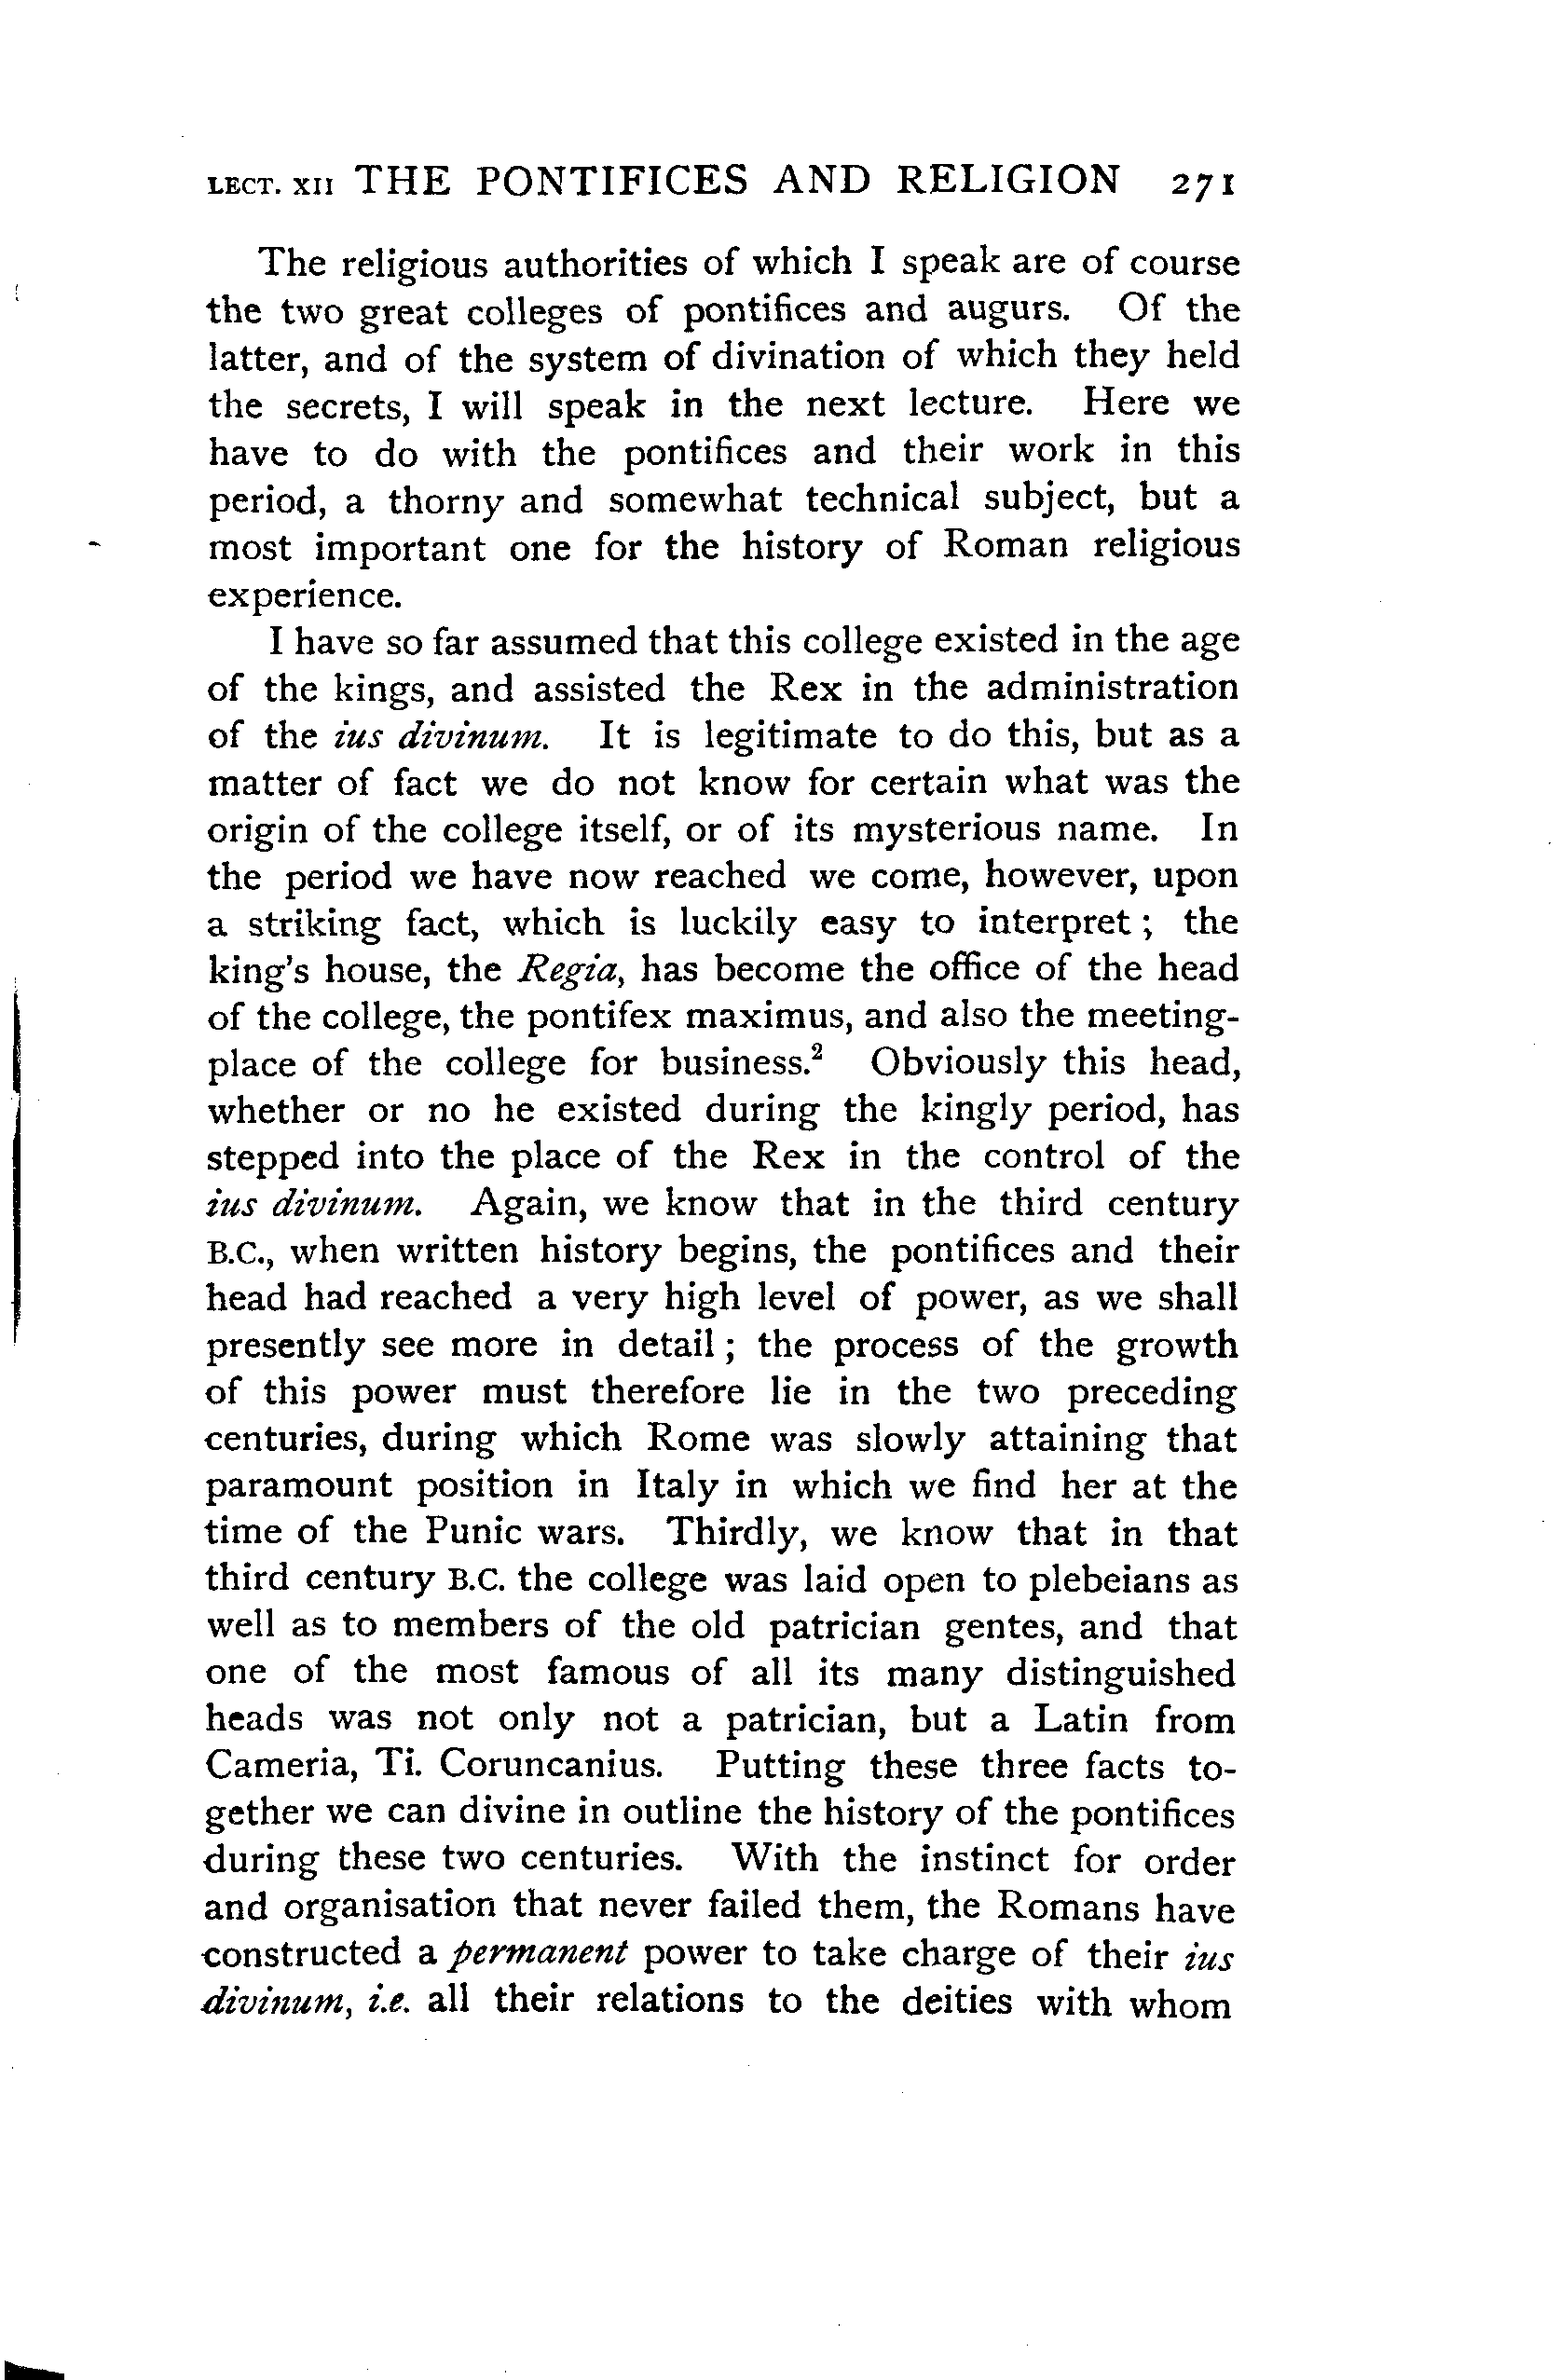 LECT. XII THE PONTIFICES AND RELIGION 271
The religious authorities of which I speak are of course
the two great colleges of pontifices and augurs. Of the
latter, and of the system of divination of which they held
the secrets, I will speak in the next lecture. Here we
have to do with the pontifices and their work in this
period, a thorny and somewhat technical subject, but a
most important one for the history of Roman religious
experience.
I have so far assumed that this college existed in the age
of the kings, and assisted the Rex in the administration
of the ius divinum. It is legitimate to do this, but as a
matter of fact we do not know for certain what was the
origin of the college itself, or of its mysterious name. In
the period we have now reached we come, however, upon
a striking fact, which is luckily easy to interpret; the
king's house, the Regia, has become the office of the head
of the college, the pontifex maximus, and also the meeting-
place of the college for business.² Obviously this head,
whether or no he existed during the kingly period, has
stepped into the place of the Rex in the control of the
ius divinum. Again, we know that in the third century
B.C., when written history begins, the pontifices and their
head had reached a very high level of power, as we shall
presently see more in detail; the process of the growth
of this power must therefore lie in the two preceding
centuries, during which Rome was slowly attaining that
paramount position in Italy in which we find her at the
time of the Punic wars. Thirdly, we know that in that
third century B.C. the college was laid open to plebeians as
well as to members of the old patrician gentes, and that
one of the most famous of all its many distinguished
heads was not only not a patrician, but a Latin from
Cameria, Ti. Coruncanius. Putting these three facts to-
gether we can divine in outline the history of the pontifices
during these two centuries. With the instinct for order
and organisation that never failed them, the Romans have
constructed a permanent power to take charge of their ius
divinum, i.e. all their relations to the deities with whom